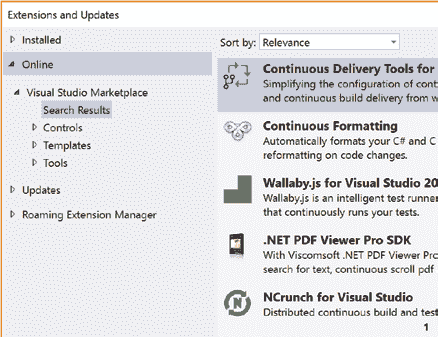 Extensions and Updates
Installed
Online
Visual Studio Marketplace
Search Results
Controls
Templates
Tools
Updates
Roaming Extension Manager
Sort by: Relevance
Continuous Delivery Tools for
Simplifying the configuration of cont
and continuous build delivery from w
Continuous Formatting
Automatically formats your C# and C
reformatting on code changes.
Wallaby.js for Visual Studio 20
Wallaby.js is an intelligent test runne
that continuously runs your tests.
.NET PDF Viewer Pro SDK
With Viscomsoft .NET PDF Viewer Prc
search for text, continuous scroll pdf
NCrunch for Visual Studio
Distributed continuous build and test
1